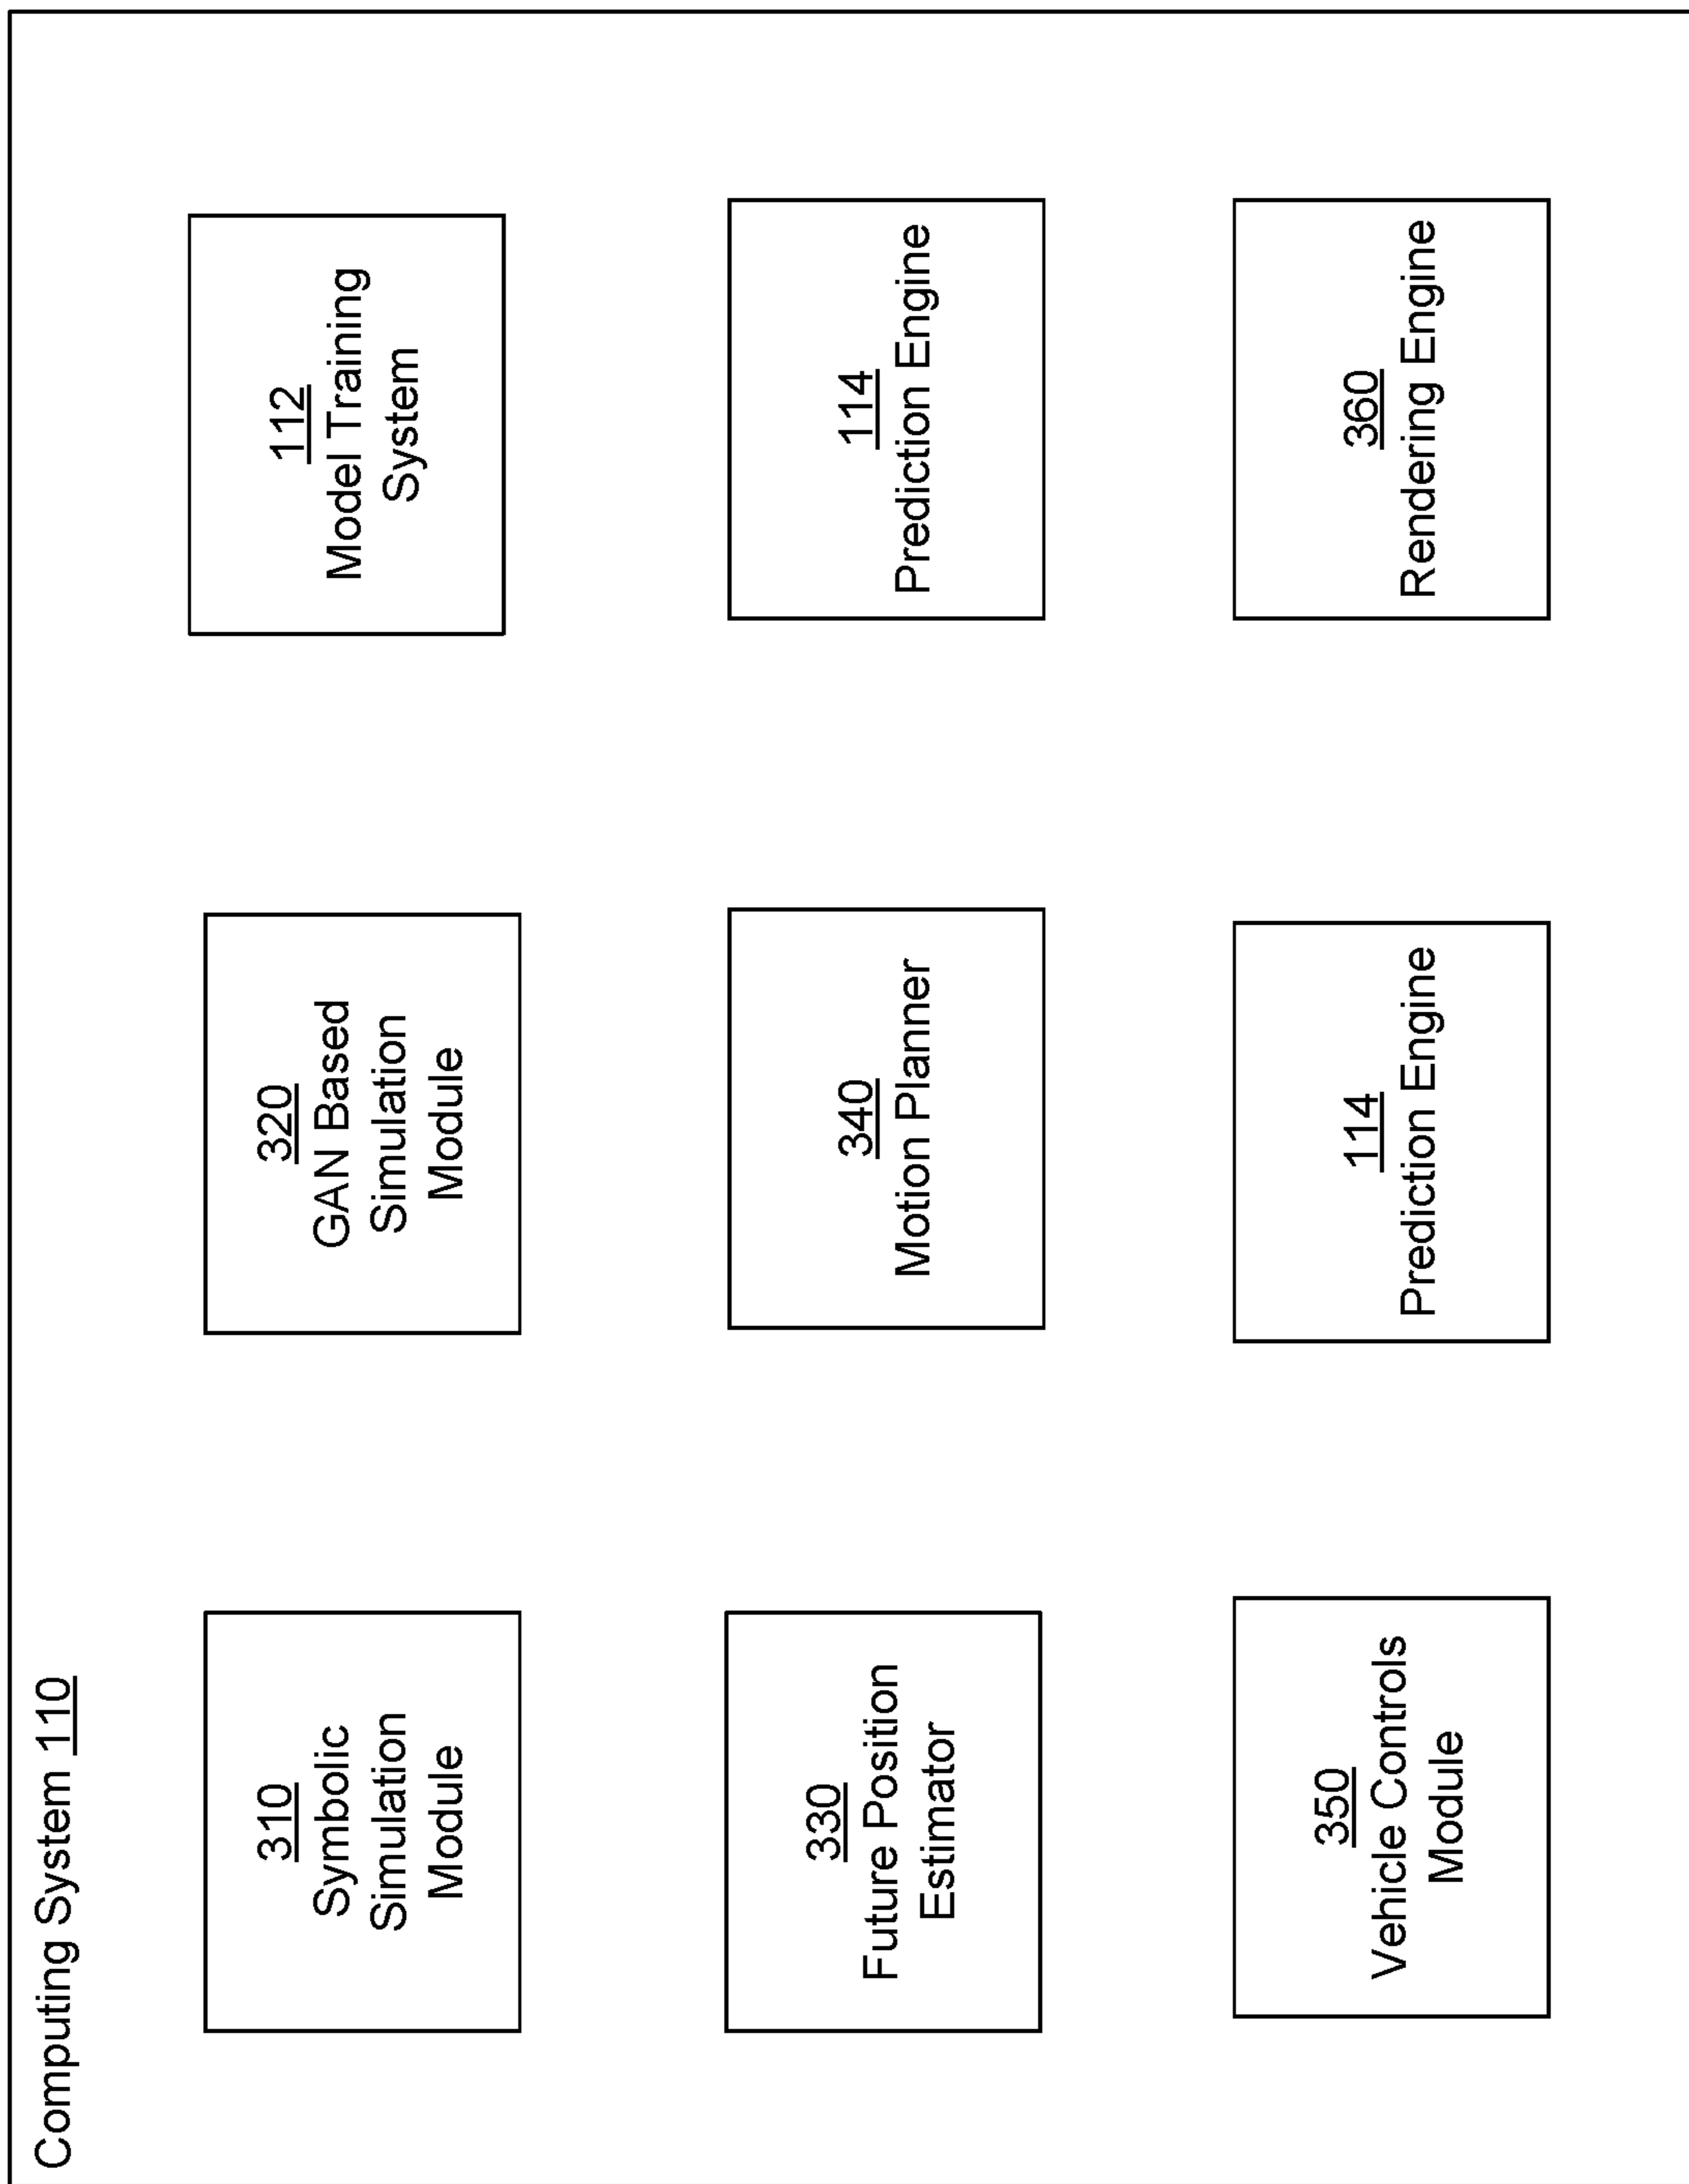 Computing System 110
310
Symbolic
Simulation
Module
320
GAN Based
Simulation
Module
112
Model Training
System
330
Future Position
Estimator
340
Motion Planner
114
Prediction Engine
350
Vehicle Controls
Module
114
Prediction Engine
360
Rendering Engine